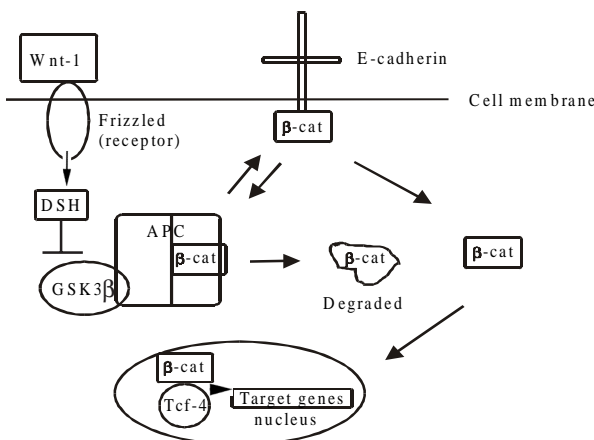 Wnt-1
E-cadherin
Cell membrane
Frizzled
(receptor)
β-cat
DSH
APC
β-cat
β-cat
β-cat
GSK3β
Degraded
β-cat
Tcf-4
Target genes
nucleus